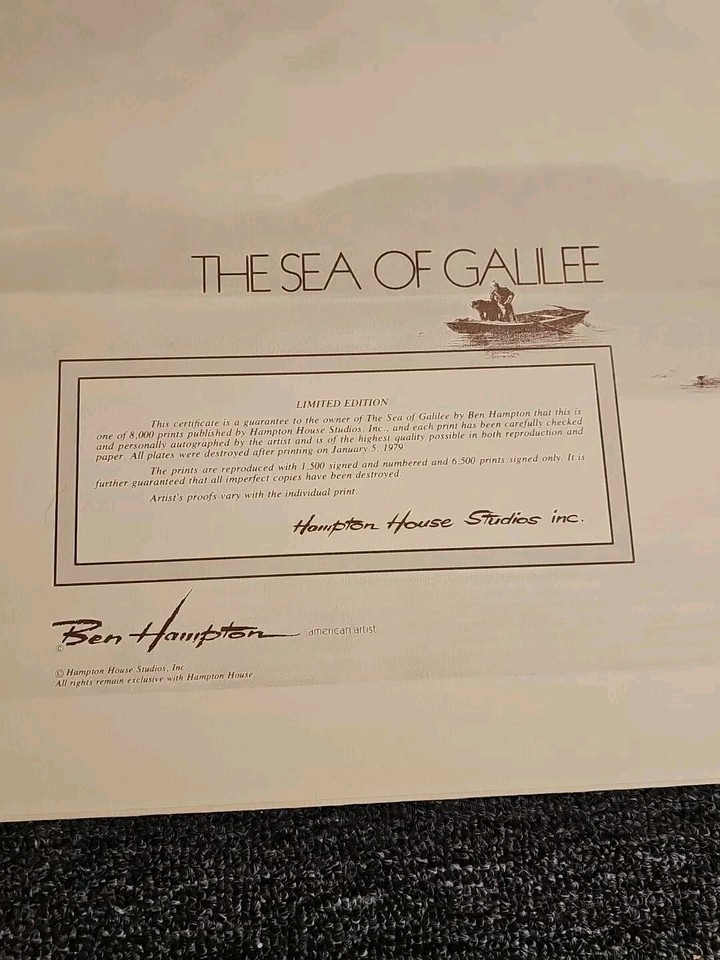 THE SEA OF GALILEE
LIMITED EDITION
This certificate is a guarantee to the owner of The Sea of Galilee by Ben Hampton that this is
one of 8,000 prints published by Hampton House Studios, Inc., and each print has been carefully checked
and personally autographed by the artist and is of the highest quality possible in both reproduction and
paper. All plates were destroyed after printing on January 5, 1979.
The prints are reproduced with 1,500 signed and numbered and 6,500 prints signed only. It is
further guaranteed that all imperfect copies have been destroyed.
Artist's proofs vary with the individual print.
Hampton House Studios inc.
© Ben Hampton american artist
© Hampton House Studios, Inc
All rights remain exclusive with Hampton House.